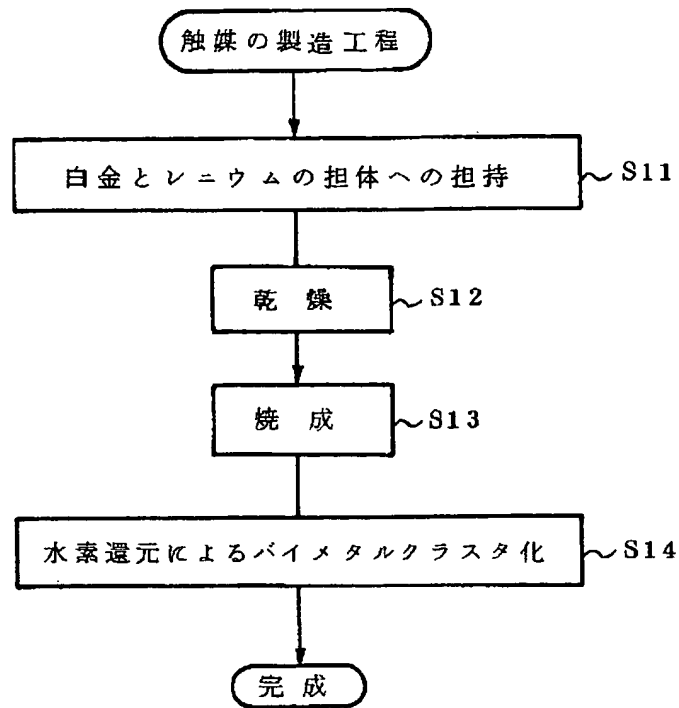 触媒の製造工程
白金とレニウムの担体への担持
S11
乾燥
S12
焼成
S13
水素還元によるバイメタルクラスタ化
S14
完成